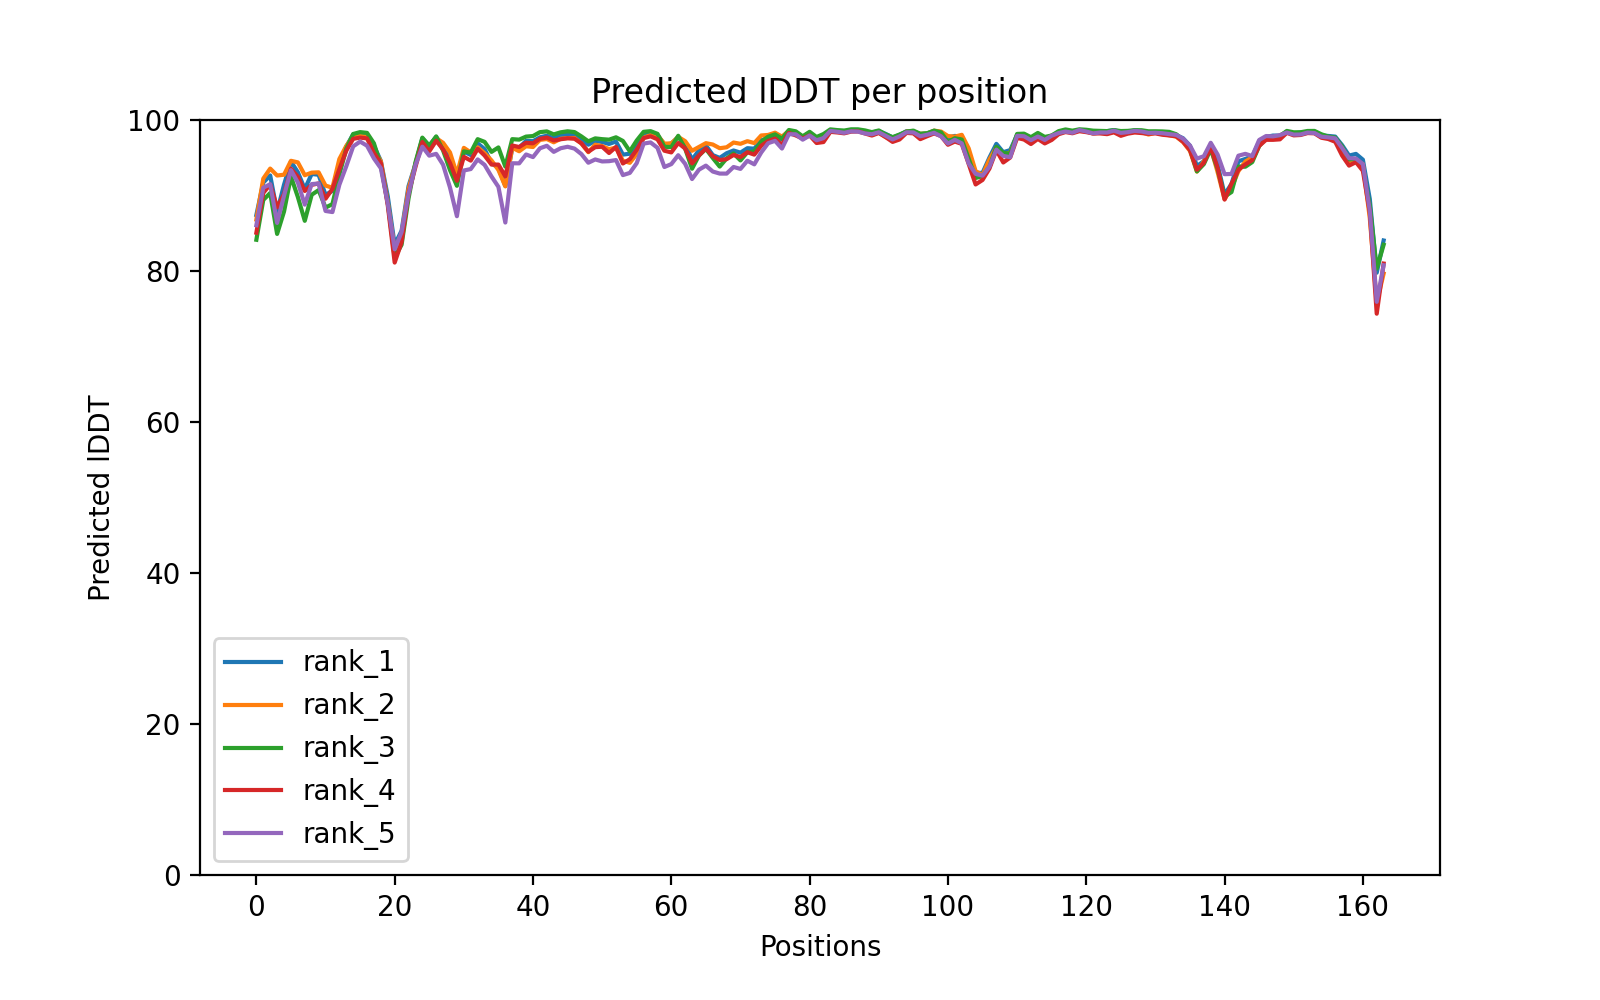 Predicted lDDT per position
100
80
60
40
20
0
Predicted lDDT
rank_1
rank_2
rank_3
rank_4
rank_5
0 20 40 60 80 100 120 140 160
Positions